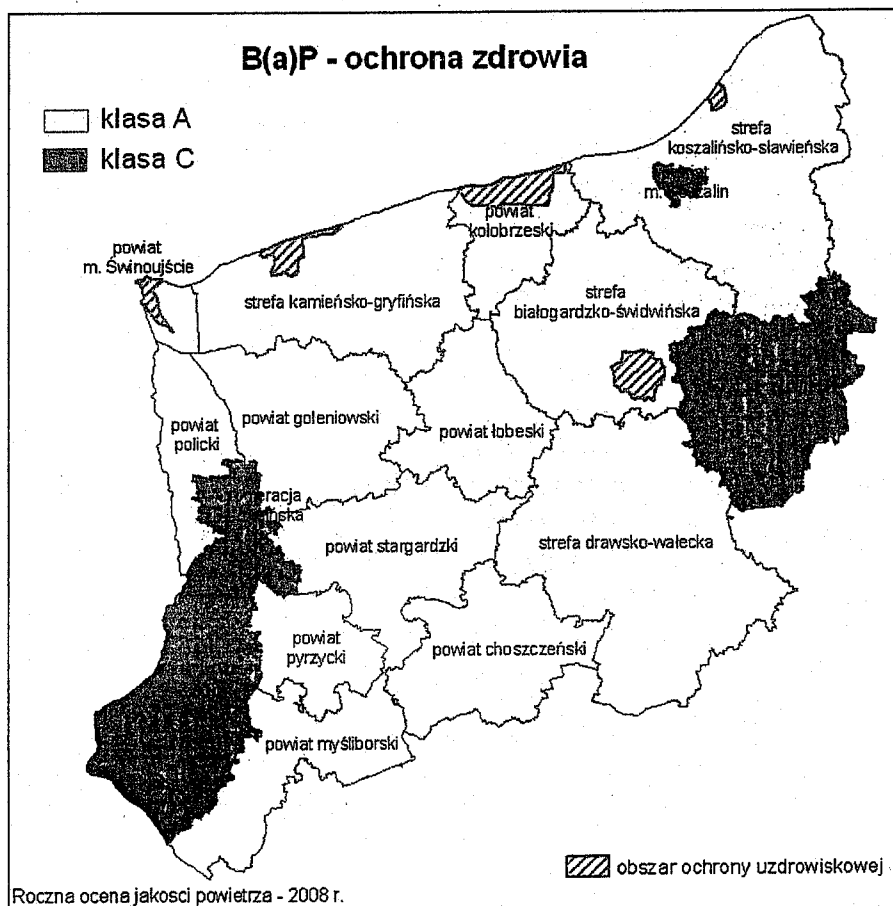 B(a)P - ochrona zdrowia
klasa A
klasa C
strefa
koszalińsko-sławieńska
m.
powiat
kołobrzeski
powiat
m. Świnoujście
strefa kamieńsko-gryfińska
strefa
białogardzko-świdwińska
powiat goleniowski
powiat
policki
powiat łobeski
powiat stargardzki
strefa drawsko-wałecka
powiat
pyrzycki
powiat choszczeński
powiat myśliborski
obszar ochrony uzdrowiskowej
Roczna ocena jakosci powietrza - 2008 r.